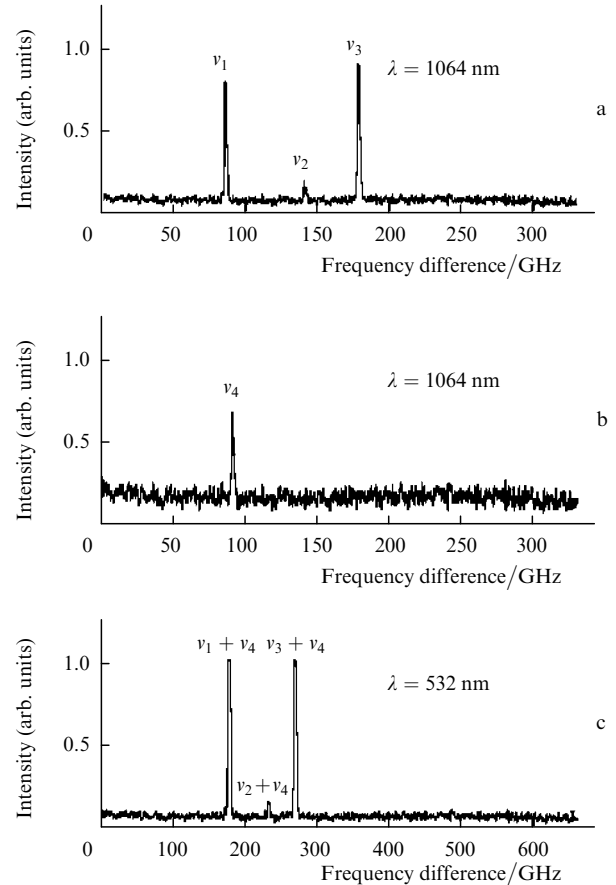 Intensity (arb. units)
1.0
0.5
ν1
ν2
ν3
λ = 1064 nm
a
0 50 100 150 200 250 300
Frequency difference/GHz
Intensity (arb. units)
1.0
0.5
ν4
λ = 1064 nm
b
0 50 100 150 200 250 300
Frequency difference/GHz
Intensity (arb. units)
1.0
0.5
ν1 + ν4 ν3 + ν4
ν2 + ν4
λ = 532 nm
c
0 100 200 300 400 500 600
Frequency difference/GHz